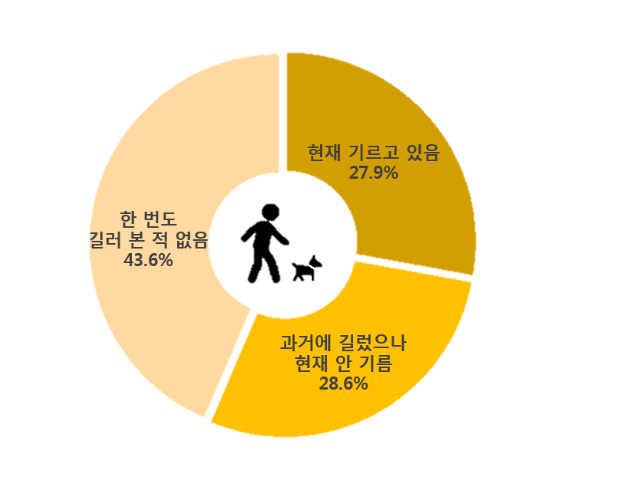 현재 기르고 있음
27.9%
한 번도
길러 본 적 없음
43.6%
과거에 길렀으나
현재 안 기름
28.6%